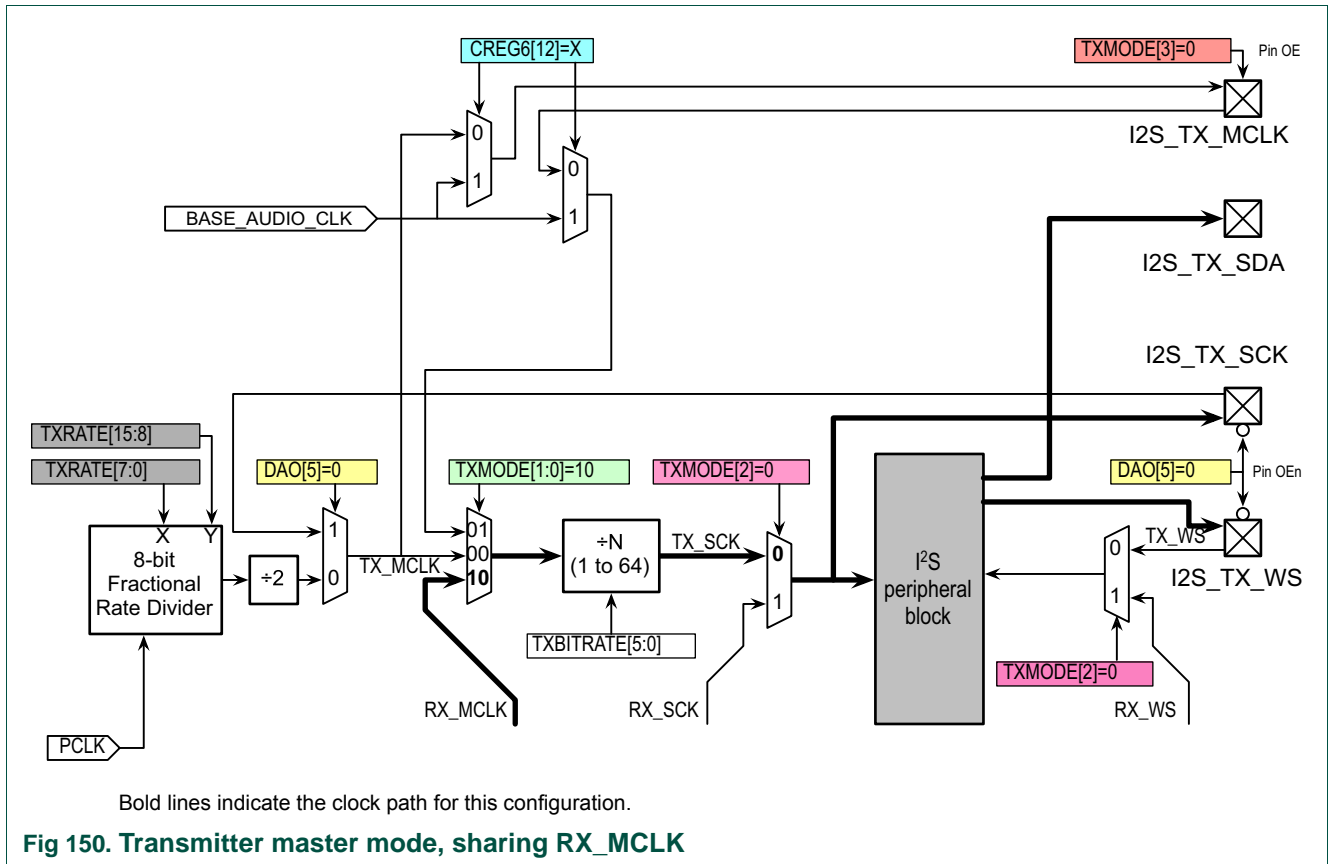 CREG6[12]=X
TXMODE[3]=0
Pin OE
0
1
0
1
I2S_TX_MCLK
BASE_AUDIO_CLK
I2S_TX_SDA
I2S_TX_SCK
TXRATE[15:8]
TXRATE[7:0]
DAO[5]=0
TXMODE[1:0]=10
TXMODE[2]=0
DAO[5]=0
Pin OEn
X
Y
8-bit
Fractional
Rate Divider
÷2
1
0
TX_MCLK
01
00
10
÷N
(1 to 64)
TX_SCK
0
1
I²S
peripheral
block
0
1
TX_WS
I2S_TX_WS
TXBITRATE[5:0]
TXMODE[2]=0
RX_MCLK
RX_SCK
RX_WS
PCLK
Bold lines indicate the clock path for this configuration.
Fig 150. Transmitter master mode, sharing RX_MCLK